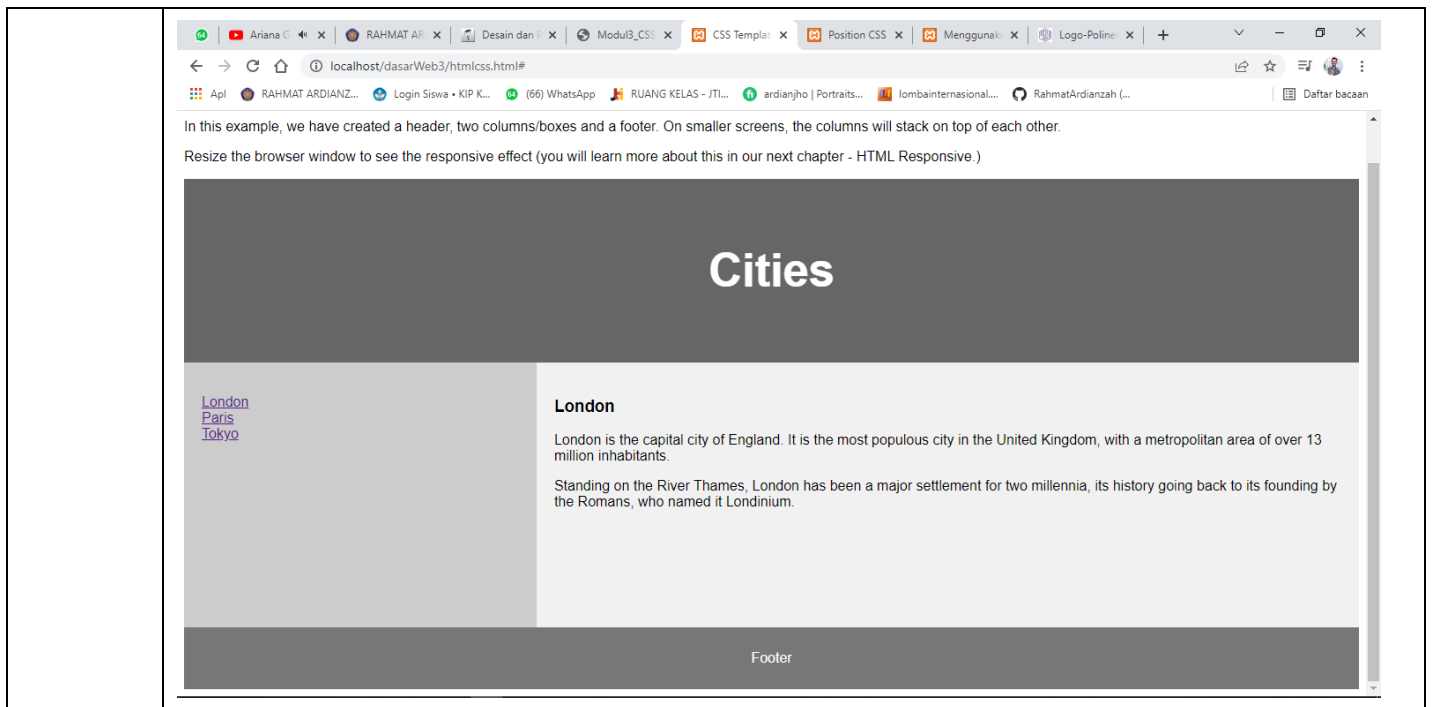 Ariana G
RAHMAT AR
Desain dan
Modul3_CSS
CSS Templat
Position CSS
Menggunak
Logo-Poline
localhost/dasarWeb3/htmlcss.html#
Apl
RAHMAT ARDIANZ...
Login Siswa • KIP K...
(66) WhatsApp
RUANG KELAS - JTI...
ardianjho | Portraits...
lombainternasional....
RahmatArdianzah (...
Daftar bacaan
In this example, we have created a header, two columns/boxes and a footer. On smaller screens, the columns will stack on top of each other.
Resize the browser window to see the responsive effect (you will learn more about this in our next chapter - HTML Responsive.)
Cities
London
Paris
Tokyo
London
London is the capital city of England. It is the most populous city in the United Kingdom, with a metropolitan area of over 13
million inhabitants.
Standing on the River Thames, London has been a major settlement for two millennia, its history going back to its founding by
the Romans, who named it Londinium.
Footer